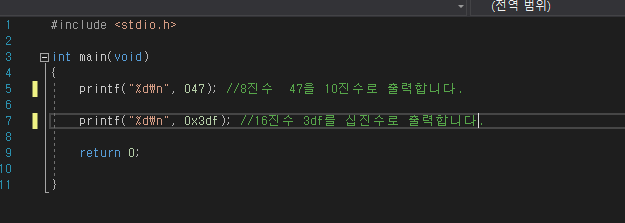 (전역 범위)
1 #include <stdio.h>
2
3 int main(void)
4 {
5 printf("%d₩n", 047); //8진수 47을 10진수로 출력합니다.
6
7 printf("%d₩n", 0x3df); //16진수 3df를 십진수로 출력합니다.
8
9 return 0;
10
11 }